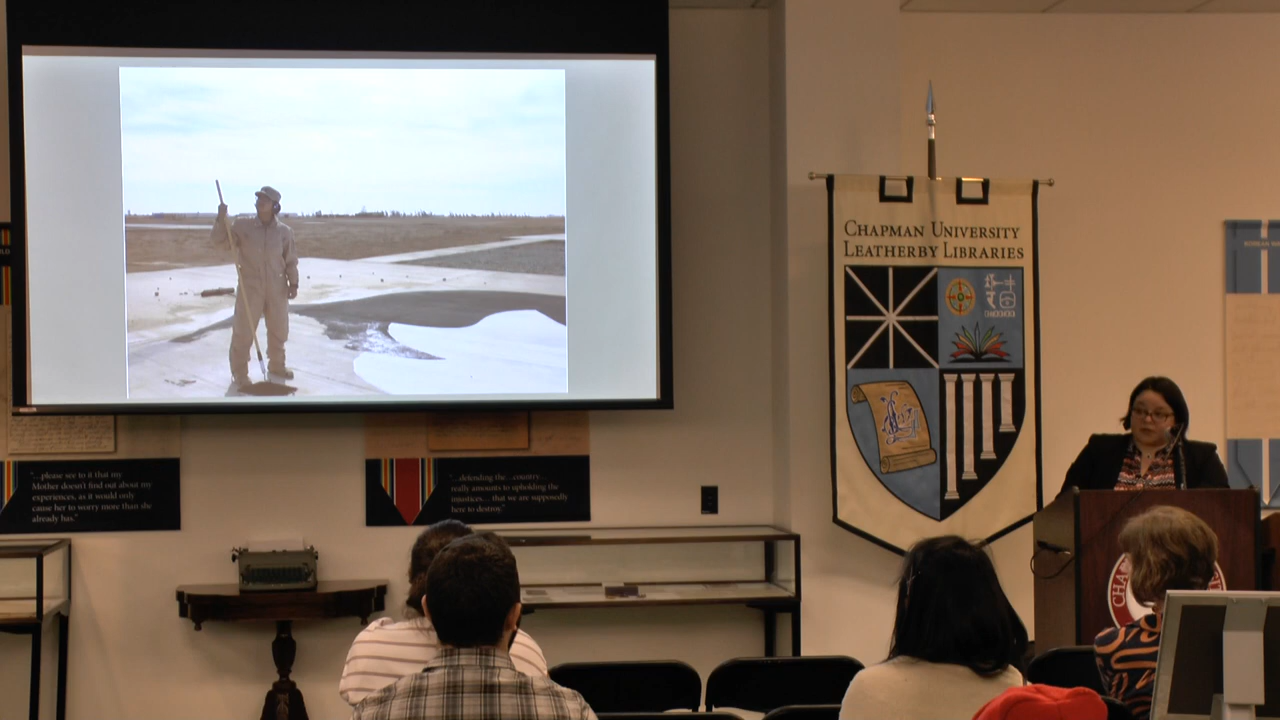 CHAPMAN UNIVERSITY
LEATHERBY LIBRARIES
"...please see to it that my
Mother doesn't find out about my
experiences, as it would only
cause her to worry more than she
already has."
"...defending the...country...
really amounts to upholding the
injustices... that we are supposedly
here to destroy."
CHA